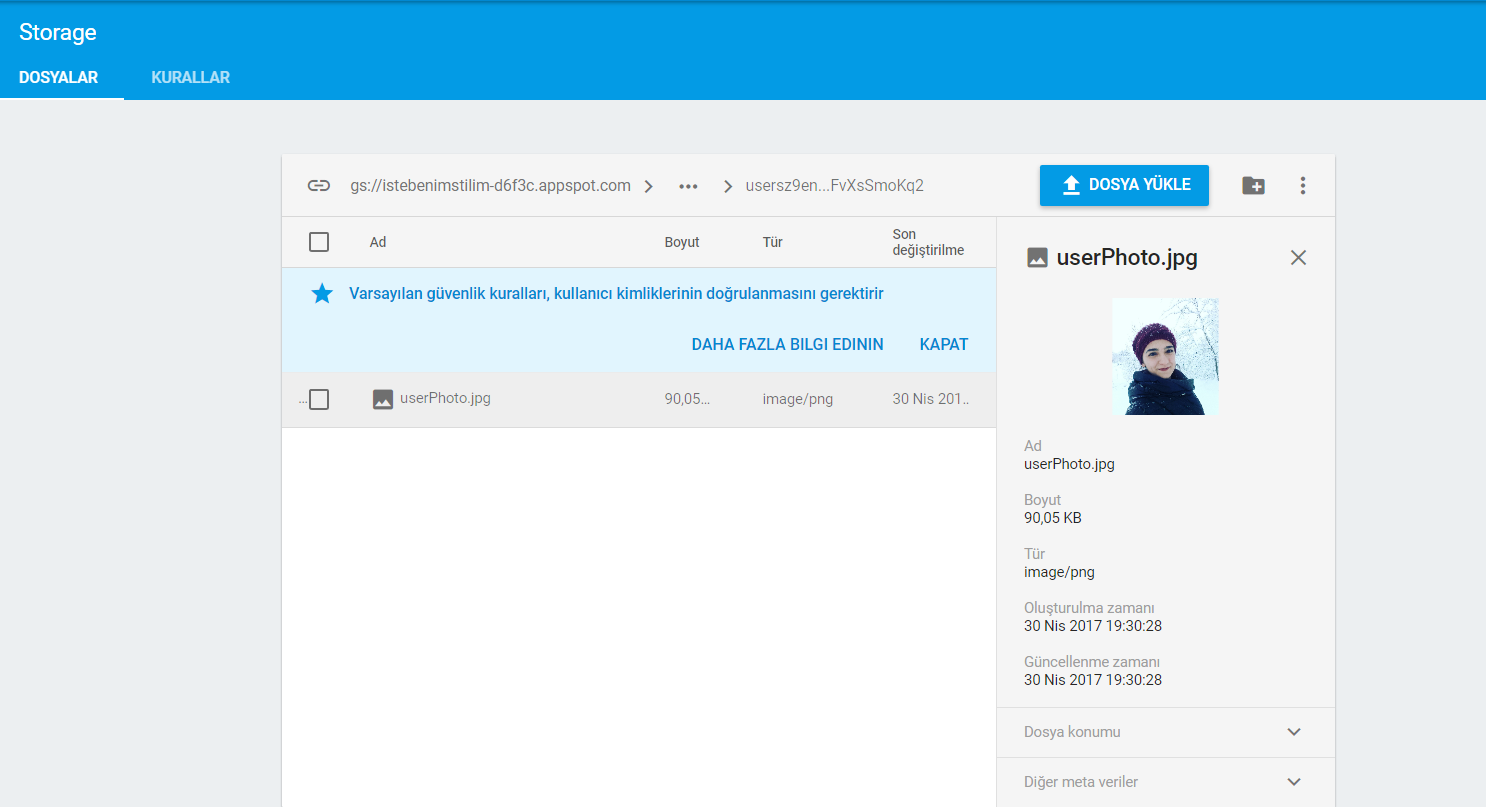 Storage
DOSYALAR KURALLAR
gs://istebenimstilim-d6f3c.appspot.com ••• usersz9en...FvXsSmoKq2 DOSYA YÜKLE
Ad Boyut Tür Son değiştirilme
Varsayılan güvenlik kuralları, kullanıcı kimliklerinin doğrulanmasını gerektirir
DAHA FAZLA BILGI EDININ KAPAT
... userPhoto.jpg 90,05... image/png 30 Nis 201..
userPhoto.jpg
Ad
userPhoto.jpg
Boyut
90,05 KB
Tür
image/png
Oluşturulma zamanı
30 Nis 2017 19:30:28
Güncellenme zamanı
30 Nis 2017 19:30:28
Dosya konumu
Diğer meta veriler